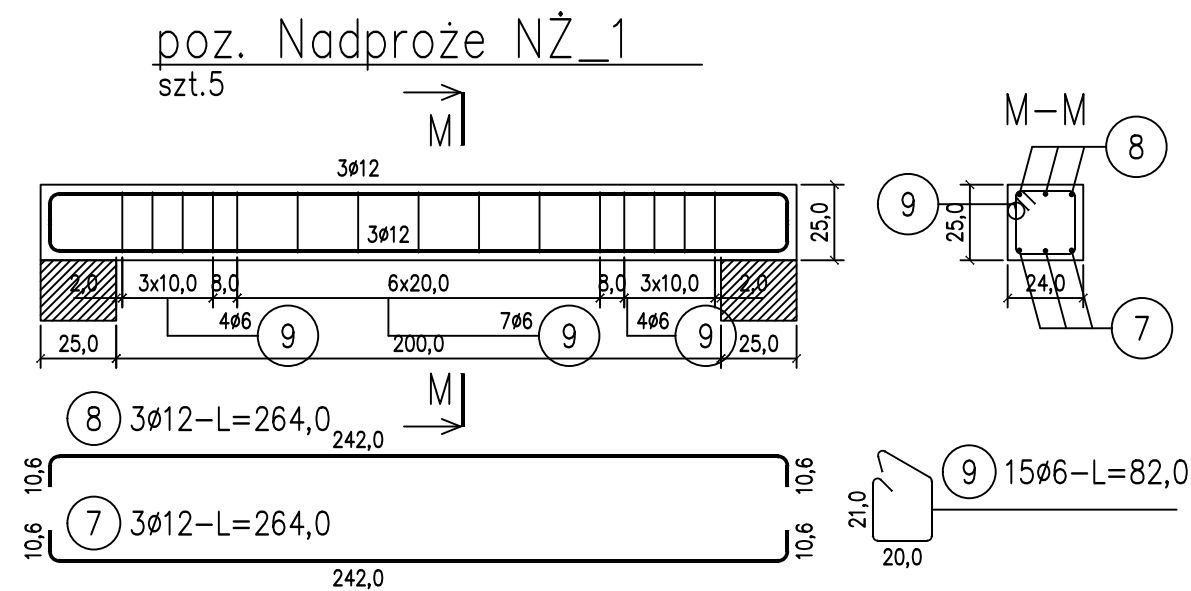 poz. Nadproże NŻ_1
szt.5
M
M-M
8
3ø12
9
25,0
25,0
3ø12
2,0 3x10,0 8,0 6x20,0 8,0 3x10,0 2,0
24,0
4ø6 9 7ø6 9 4ø6 9
7
25,0 200,0 25,0
M
8 3ø12-L=264,0
242,0
10,6 10,6
9 15ø6-L=82,0
7 3ø12-L=264,0
10,6 10,6
21,0
20,0
242,0